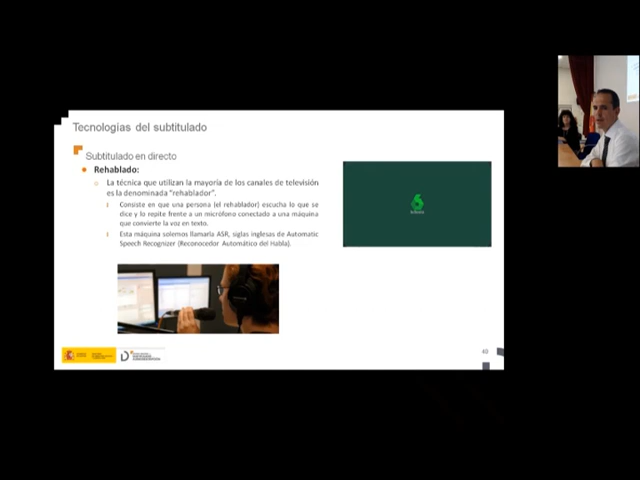 Tecnologías del subtitulado
Subtitulado en directo
Rehablado:
La técnica que utilizan la mayoría de los canales de televisión
es la denominada "rehablador".
Consiste en que una persona (el rehablador) escucha lo que se
dice y lo repite frente a un micrófono conectado a una máquina
que convierte la voz en texto.
Esta máquina solemos llamarla ASR, siglas inglesas de Automatic
Speech Recognizer (Reconocedor Automático del Habla).